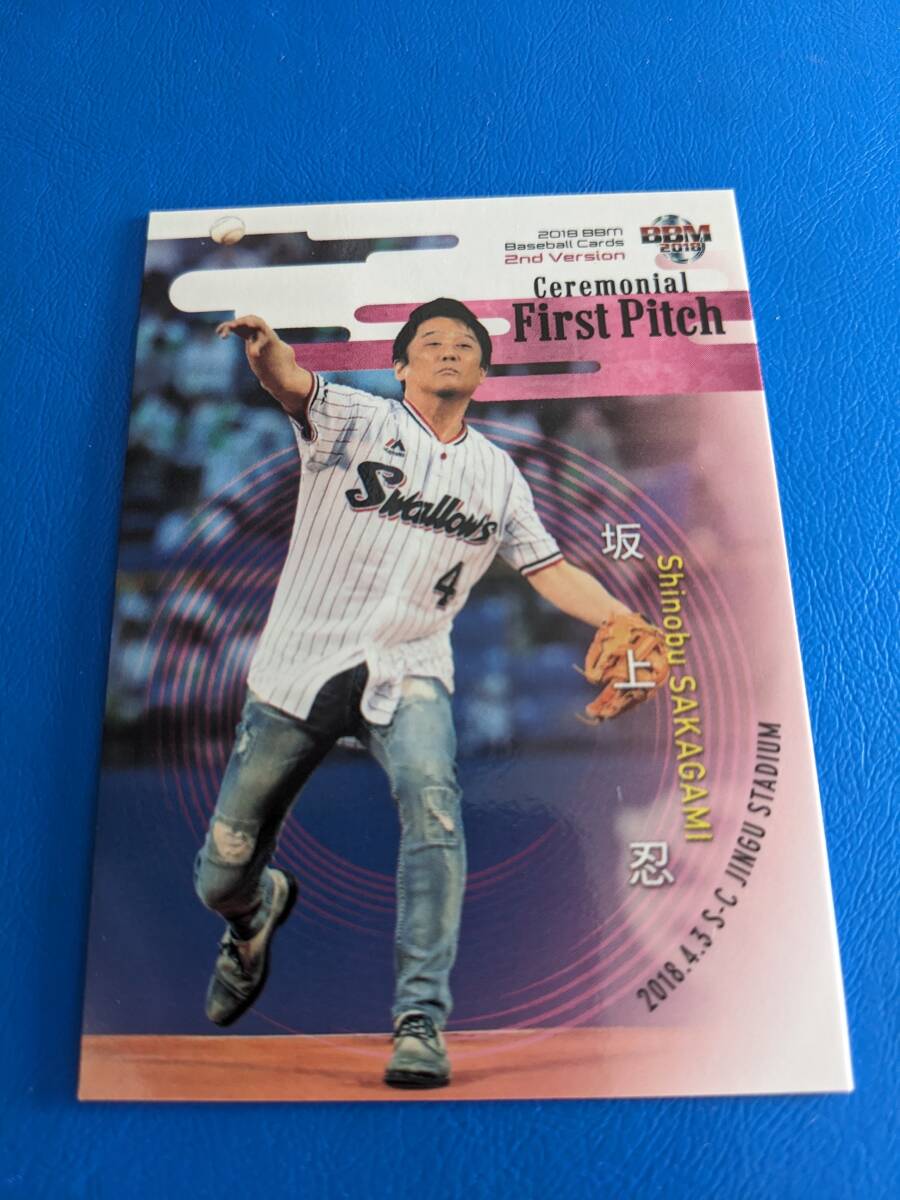 2018 BBM
Baseball Cards
2nd Version
BBM
2018
Ceremonial
First Pitch
Swallows
4
坂上忍
Shinobu SAKAGAMI
2018.4.3 S-C JINGU STADIUM